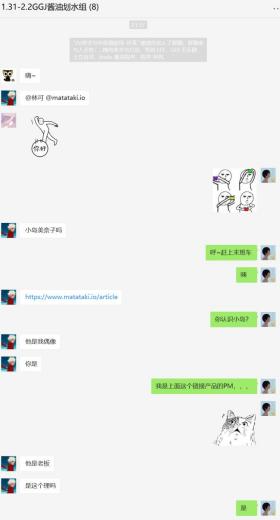 1.31-2.2GGJ酱油划水组 (8)
嗨~
@林可 @matataki.io
你好
小岛美奈子吗
呼~赶上末班车
咦
https://www.matataki.io/article
你认识小岛?
他是我偶像
你是
我是上面这个链接产品的PM，，，
他是老板
是这个理吗
是